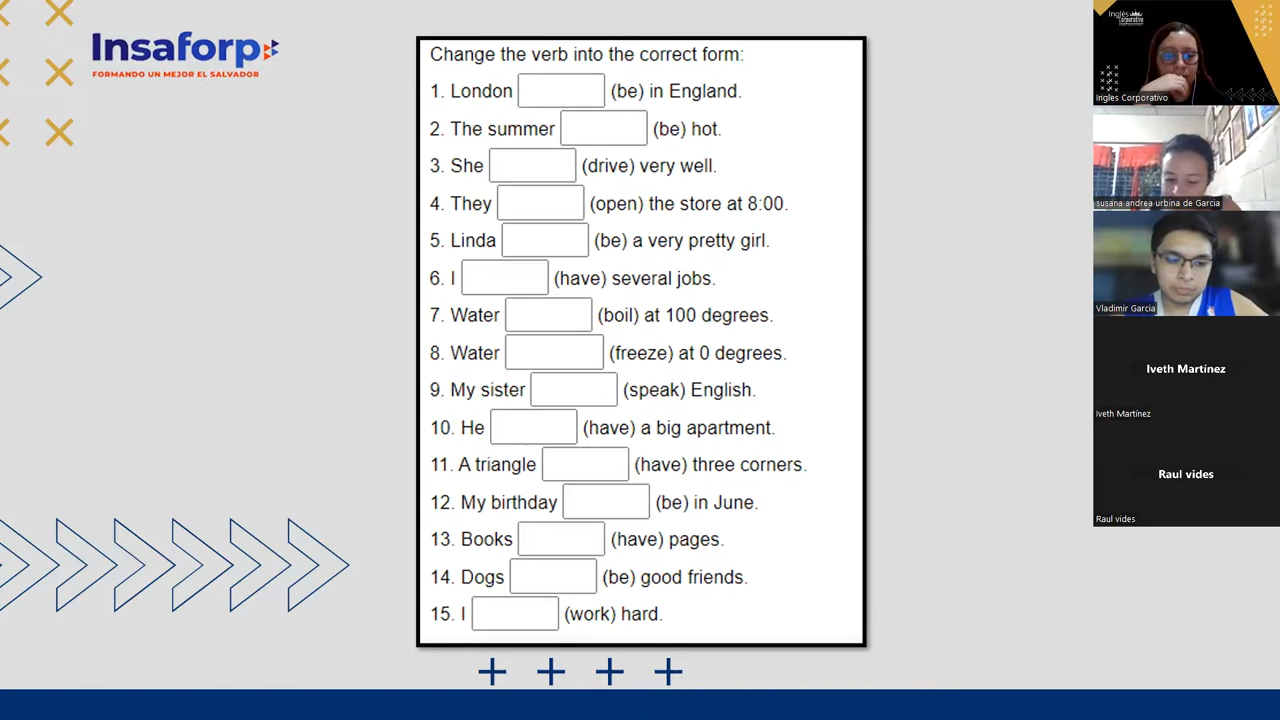 Insaforp
FORMANDO UN MEJOR EL SALVADOR
Change the verb into the correct form:
1. London (be) in England.
2. The summer (be) hot.
3. She (drive) very well.
4. They (open) the store at 8:00.
5. Linda (be) a very pretty girl.
6. I (have) several jobs.
7. Water (boil) at 100 degrees.
8. Water (freeze) at 0 degrees.
9. My sister (speak) English.
10. He (have) a big apartment.
11. A triangle (have) three corners.
12. My birthday (be) in June.
13. Books (have) pages.
14. Dogs (be) good friends.
15. I (work) hard.
Inglés
Corporativo
Ingles Corporativo
susana andrea urbina de Garcia
Vladimir Garcia
Iveth Martínez
Iveth Martínez
Raul vides
Raul vides